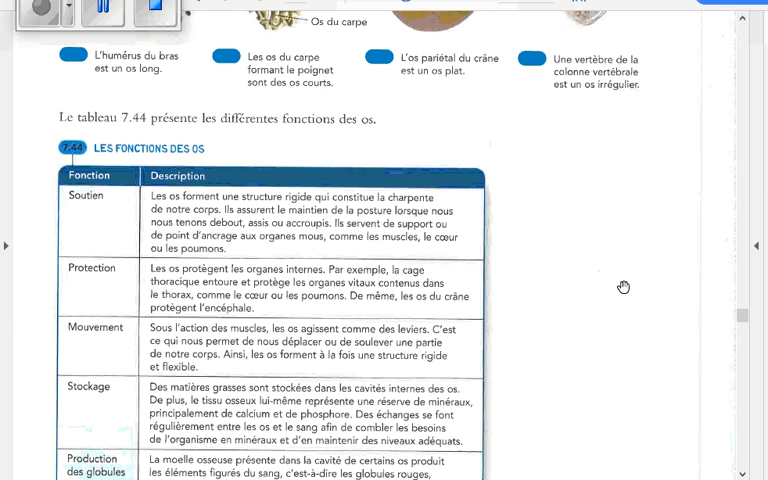 Os du carpe
L'humérus du bras
est un os long.
Les os du carpe
formant le poignet
sont des os courts.
L'os pariétal du crâne
est un os plat.
Une vertèbre de la
colonne vertébrale
est un os irrégulier.
Le tableau 7.44 présente les différentes fonctions des os.
7.44 LES FONCTIONS DES OS
Fonction Description
Soutien
Les os forment une structure rigide qui constitue la charpente
de notre corps. Ils assurent le maintien de la posture lorsque nous
nous tenons debout, assis ou accroupis. Ils servent de support ou
de point d'ancrage aux organes mous, comme les muscles, le cœur
ou les poumons.
Protection
Les os protègent les organes internes. Par exemple, la cage
thoracique entoure et protège les organes vitaux contenus dans
le thorax, comme le cœur ou les poumons. De même, les os du crâne
protègent l'encéphale.
Mouvement
Sous l'action des muscles, les os agissent comme des leviers. C'est
ce qui nous permet de nous déplacer ou de soulever une partie
de notre corps. Ainsi, les os forment à la fois une structure rigide
et flexible.
Stockage
Des matières grasses sont stockées dans les cavités internes des os.
De plus, le tissu osseux lui-même représente une réserve de minéraux,
principalement de calcium et de phosphore. Des échanges se font
régulièrement entre les os et le sang afin de combler les besoins
de l'organisme en minéraux et d'en maintenir des niveaux adéquats.
Production
des globules
La moelle osseuse présente dans la cavité de certains os produit
les éléments figurés du sang, c'est-à-dire les globules rouges,